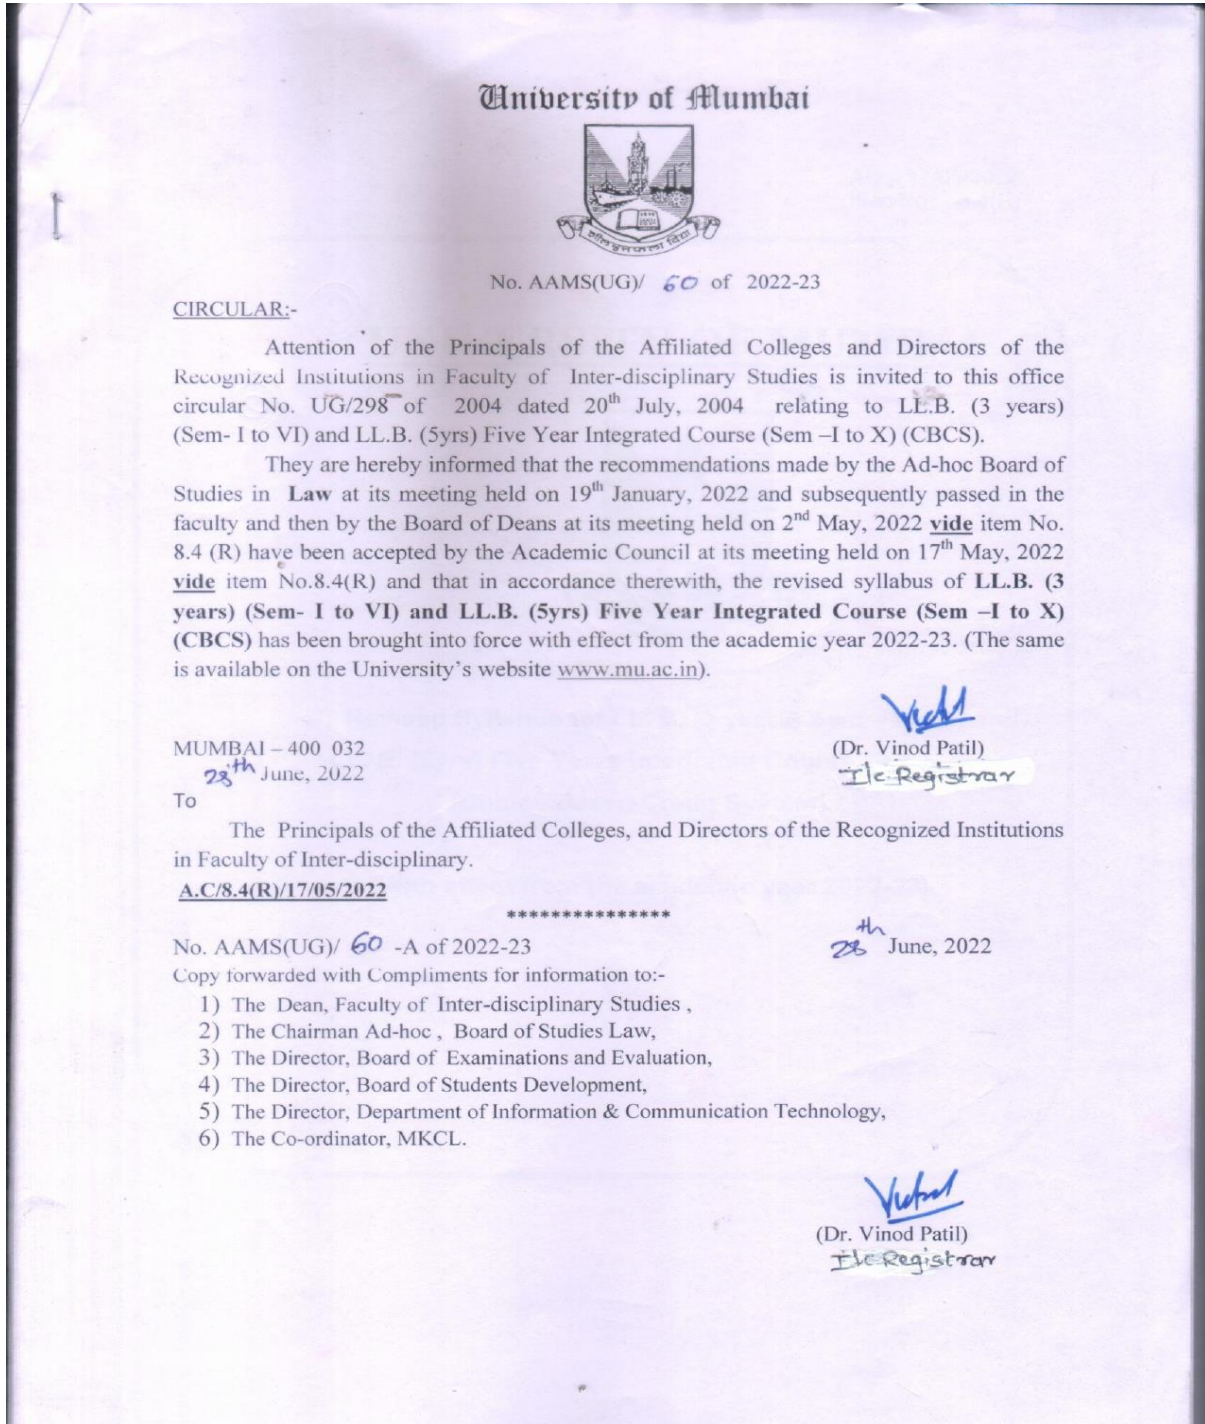 University of Mumbai
शीलवृत्तफला विद्या
No. AAMS(UG)/ 60 of 2022-23
CIRCULAR:-
Attention of the Principals of the Affiliated Colleges and Directors of the
Recognized Institutions in Faculty of Inter-disciplinary Studies is invited to this office
circular No. UG/298 of 2004 dated 20th July, 2004 relating to LL.B. (3 years)
(Sem- I to VI) and LL.B. (5yrs) Five Year Integrated Course (Sem –I to X) (CBCS).
They are hereby informed that the recommendations made by the Ad-hoc Board of
Studies in Law at its meeting held on 19th January, 2022 and subsequently passed in the
faculty and then by the Board of Deans at its meeting held on 2nd May, 2022 vide item No.
8.4 (R) have been accepted by the Academic Council at its meeting held on 17th May, 2022
vide item No.8.4(R) and that in accordance therewith, the revised syllabus of LL.B. (3
years) (Sem- I to VI) and LL.B. (5yrs) Five Year Integrated Course (Sem –I to X)
(CBCS) has been brought into force with effect from the academic year 2022-23. (The same
is available on the University's website www.mu.ac.in).
MUMBAI – 400 032
(Dr. Vinod Patil)
28th June, 2022
I/c Registrar
To
The Principals of the Affiliated Colleges, and Directors of the Recognized Institutions
in Faculty of Inter-disciplinary.
A.C/8.4(R)/17/05/2022
***************
No. AAMS(UG)/ 60 -A of 2022-23
28th June, 2022
Copy forwarded with Compliments for information to:-
1) The Dean, Faculty of Inter-disciplinary Studies ,
2) The Chairman Ad-hoc , Board of Studies Law,
3) The Director, Board of Examinations and Evaluation,
4) The Director, Board of Students Development,
5) The Director, Department of Information & Communication Technology,
6) The Co-ordinator, MKCL.
(Dr. Vinod Patil)
I/c Registrar